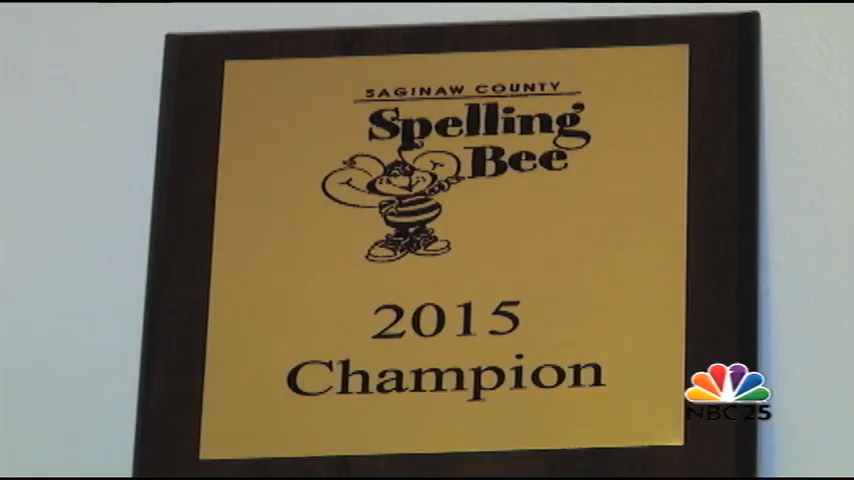 SAGINAW COUNTY
Spelling
Bee
2015
Champion
NBC25